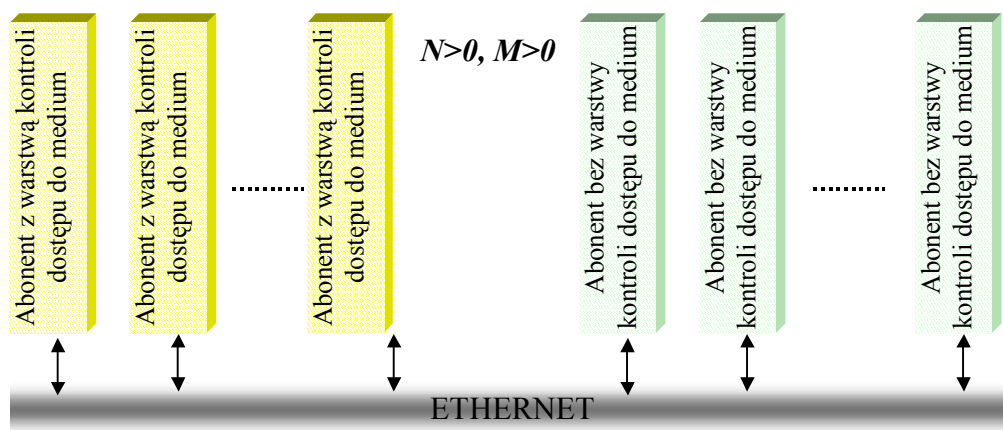 Abonent z warstwą kontroli
dostępu do medium
Abonent z warstwą kontroli
dostępu do medium
Abonent z warstwą kontroli
dostępu do medium
N>0, M>0
Abonent bez warstwy
kontroli dostępu do medium
Abonent bez warstwy
kontroli dostępu do medium
Abonent bez warstwy
kontroli dostępu do medium
ETHERNET